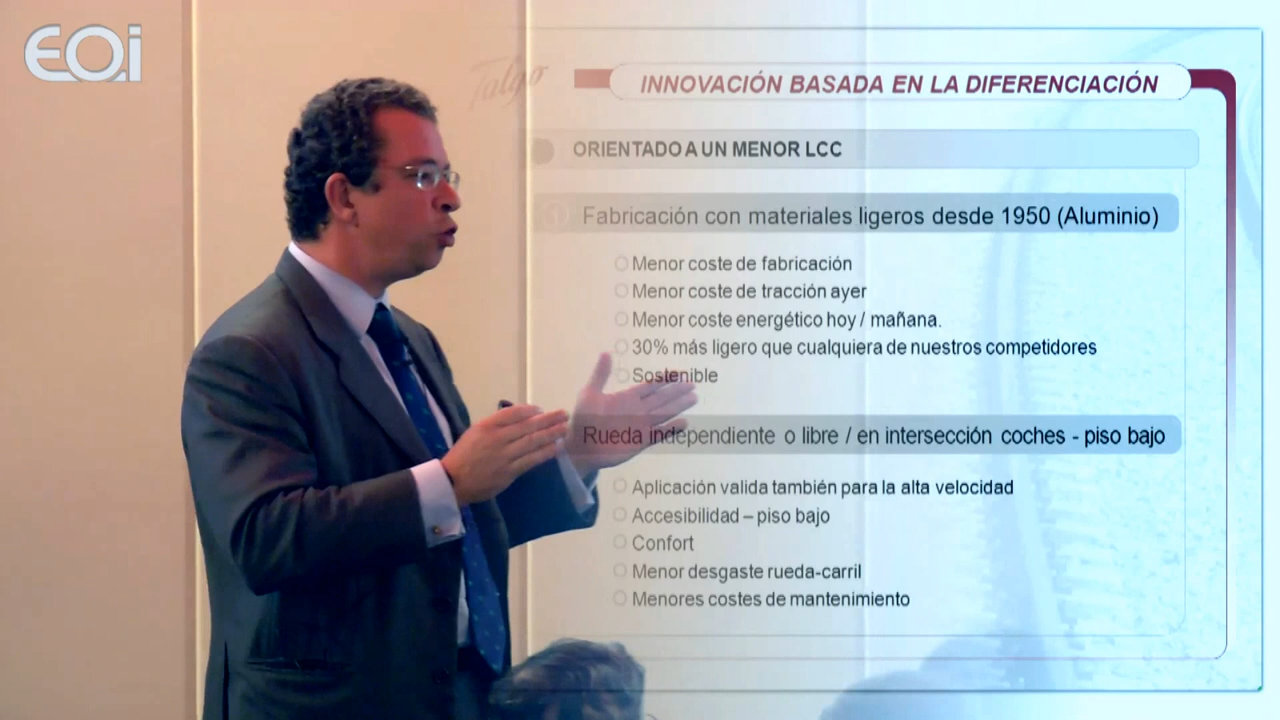 EOi
Talgo
INNOVACIÓN BASADA EN LA DIFERENCIACIÓN
ORIENTADO A UN MENOR LCC
Fabricación con materiales ligeros desde 1950 (Aluminio)
Menor coste de fabricación
Menor coste de tracción ayer
Menor coste energético hoy / mañana.
30% más ligero que cualquiera de nuestros competidores
Sostenible
Rueda independiente o libre / en intersección coches - piso bajo
Aplicación valida también para la alta velocidad
Accesibilidad – piso bajo
Confort
Menor desgaste rueda-carril
Menores costes de mantenimiento